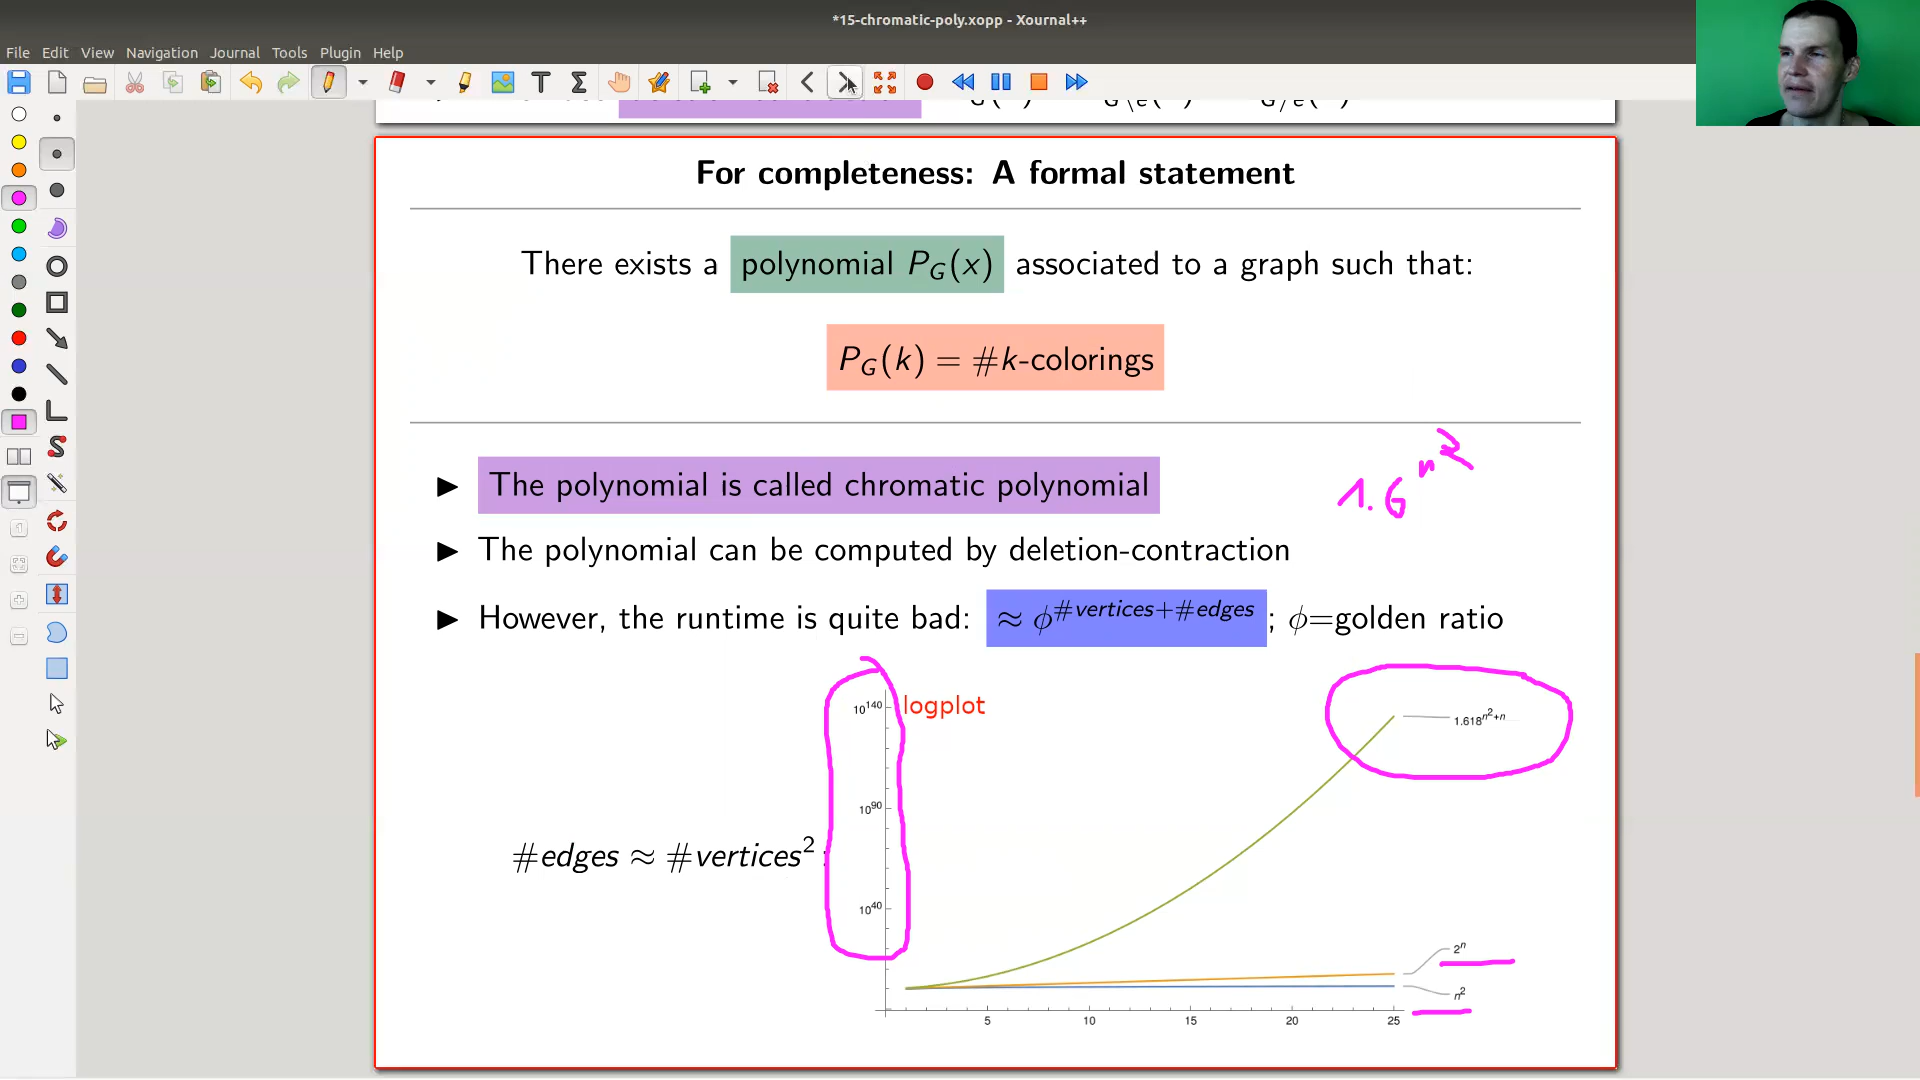 *15-chromatic-poly.xopp - Xournal++
File Edit View Navigation Journal Tools Plugin Help
For completeness: A formal statement
There exists a polynomial P_G(x) associated to a graph such that:
P_G(k) = #k-colorings
1.6^{n^2}
► The polynomial is called chromatic polynomial
► The polynomial can be computed by deletion-contraction
► However, the runtime is quite bad: ≈ ϕ^{#vertices+#edges}; ϕ=golden ratio
logplot
10^{140}
1.618^{n^2+n}
10^{90}
#edges ≈ #vertices^2
10^{40}
2^n
n^2
5 10 15 20 25